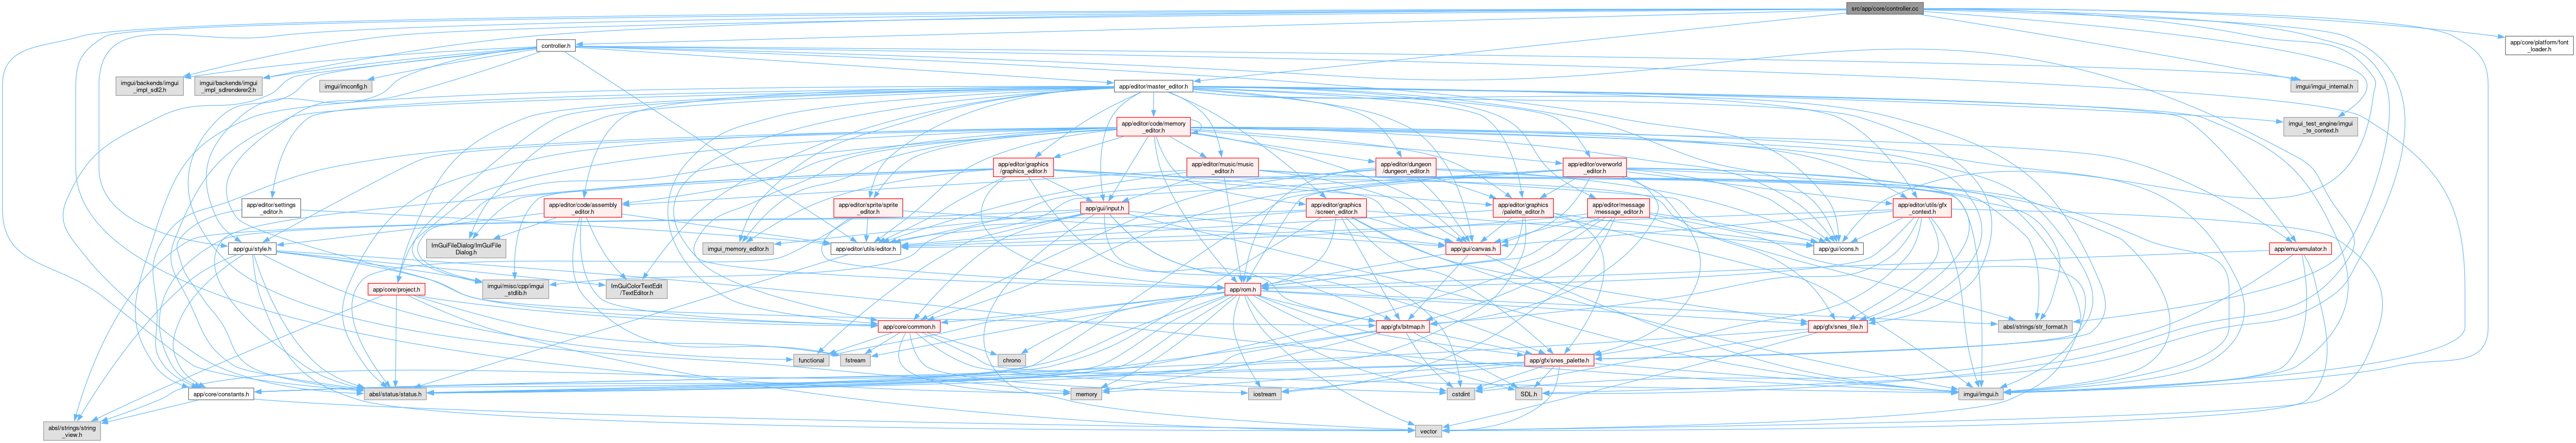 src/app/core/controller.cc
controller.h
app/core/platform/font
_loader.h
imgui/backends/imgui
_impl_sdl2.h
imgui/backends/imgui
_impl_sdlrenderer2.h
imgui/imconfig.h
app/editor/master_editor.h
imgui/imgui_internal.h
app/editor/code/memory
_editor.h
imgui_test_engine/imgui
_te_context.h
app/editor/graphics
/graphics_editor.h
app/editor/music/music
_editor.h
app/editor/dungeon
/dungeon_editor.h
app/editor/overworld
_editor.h
app/editor/settings
_editor.h
app/editor/code/assembly
_editor.h
app/editor/sprite/sprite
_editor.h
app/gui/input.h
app/editor/graphics
/screen_editor.h
app/editor/graphics
/palette_editor.h
app/editor/message
/message_editor.h
app/editor/utils/gfx
_context.h
app/gui/style.h
ImGuiFileDialog/ImGuiFile
Dialog.h
imgui_memory_editor.h
app/editor/utils/editor.h
app/gui/canvas.h
app/gui/icons.h
app/emu/emulator.h
app/core/project.h
imgui/misc/cpp/imgui
_stdlib.h
ImGuiColorTextEdit
/TextEditor.h
app/rom.h
app/core/common.h
app/gfx/bitmap.h
app/gfx/snes_tile.h
absl/strings/str_format.h
functional
fstream
chrono
app/gfx/snes_palette.h
app/core/constants.h
absl/status/status.h
memory
iostream
cstdint
SDL.h
imgui/imgui.h
absl/strings/string
_view.h
vector